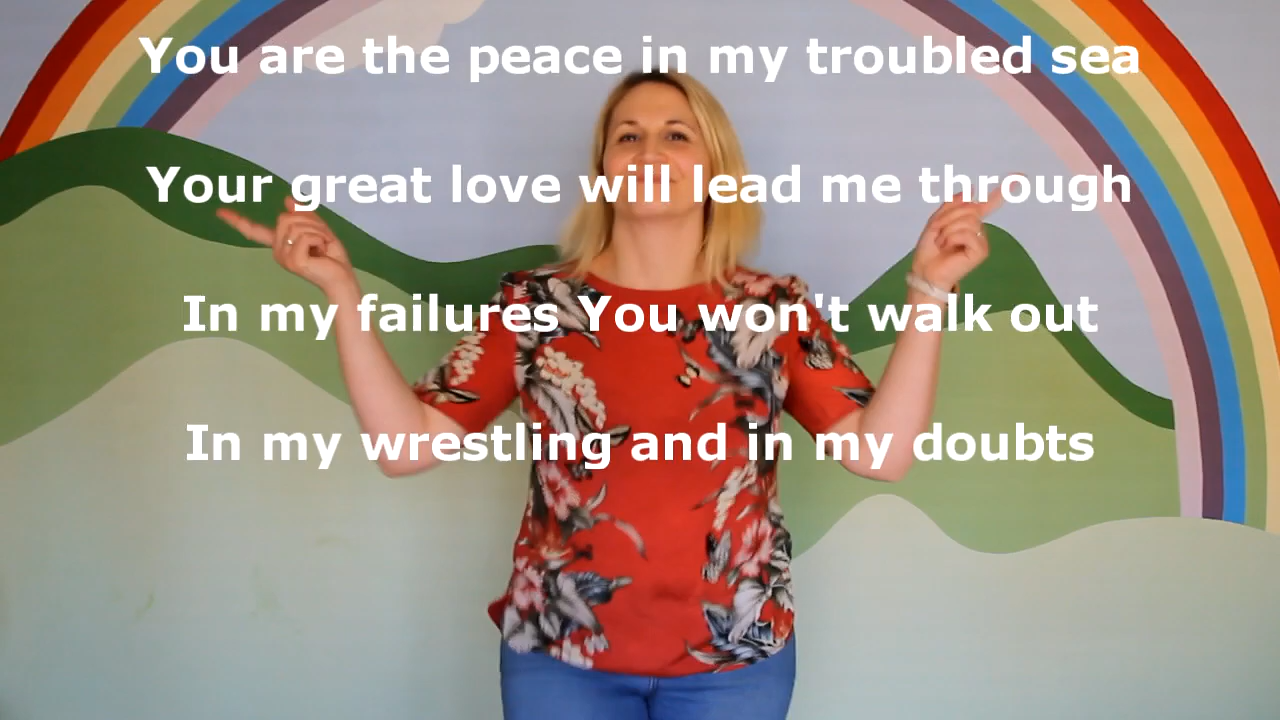 You are the peace in my troubled sea
Your great love will lead me through
In my failures You won't walk out
In my wrestling and in my doubts